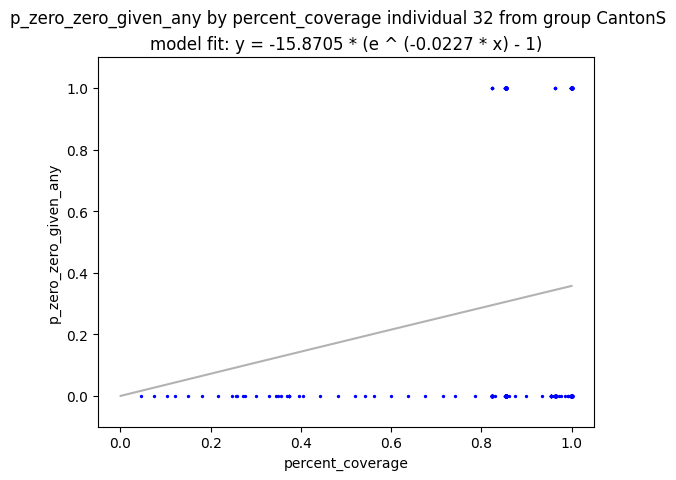 p_zero_zero_given_any by percent_coverage individual 32 from group CantonS
model fit: y = -15.8705 * (e ^ (-0.0227 * x) - 1)
1.0
0.8
0.6
0.4
0.2
0.0
p_zero_zero_given_any
0.0 0.2 0.4 0.6 0.8 1.0
percent_coverage